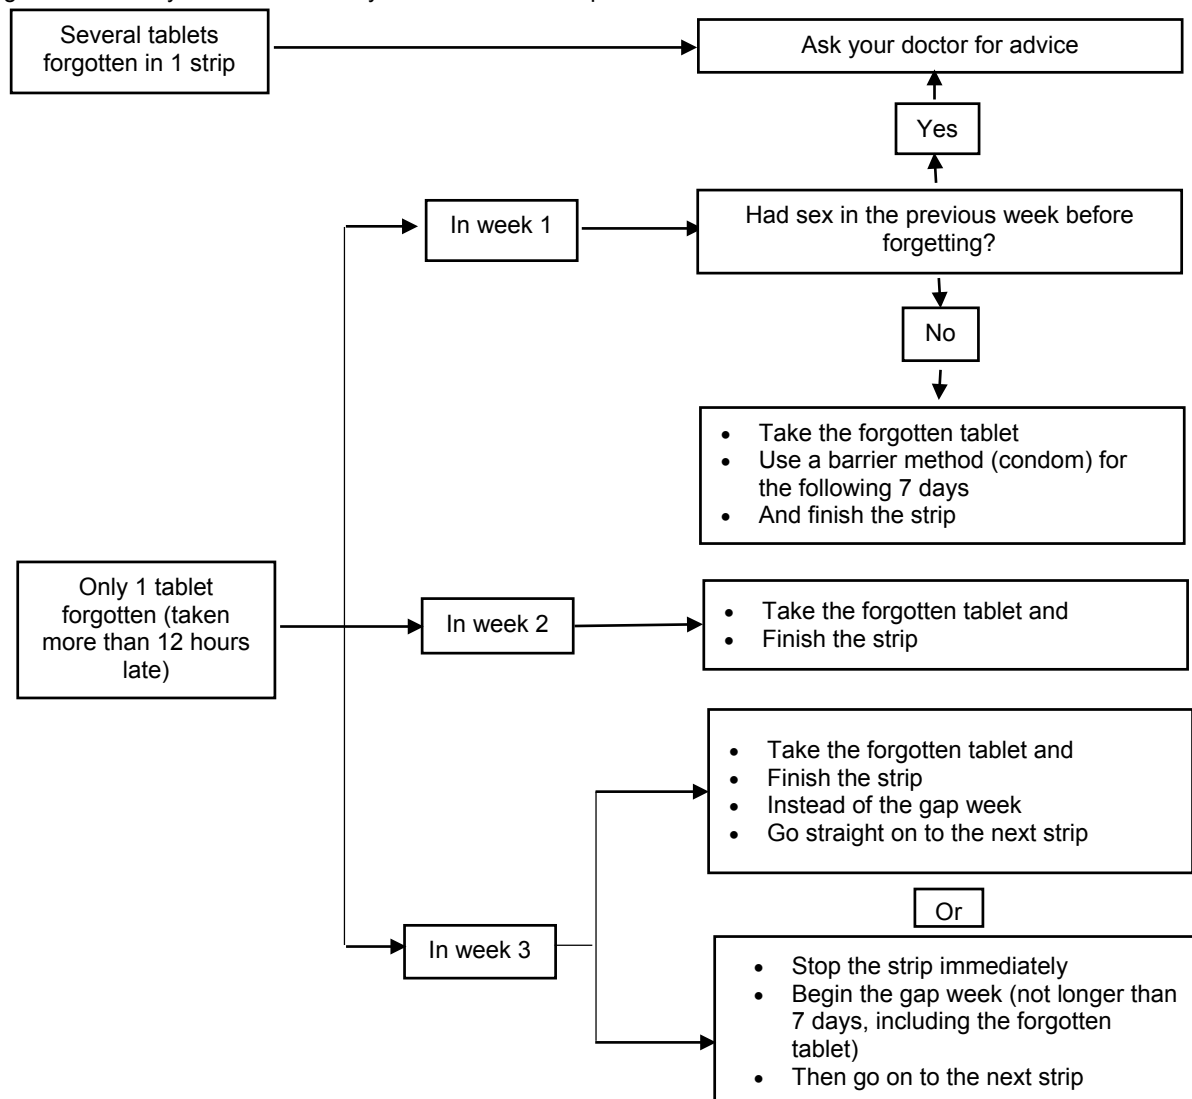 Several tablets
forgotten in 1 strip
Ask your doctor for advice
Yes
In week 1
Had sex in the previous week before
forgetting?
No
• Take the forgotten tablet
• Use a barrier method (condom) for
the following 7 days
• And finish the strip
Only 1 tablet
forgotten (taken
more than 12 hours
late)
In week 2
• Take the forgotten tablet and
• Finish the strip
• Take the forgotten tablet and
• Finish the strip
• Instead of the gap week
• Go straight on to the next strip
Or
In week 3
• Stop the strip immediately
• Begin the gap week (not longer than
7 days, including the forgotten
tablet)
• Then go on to the next strip